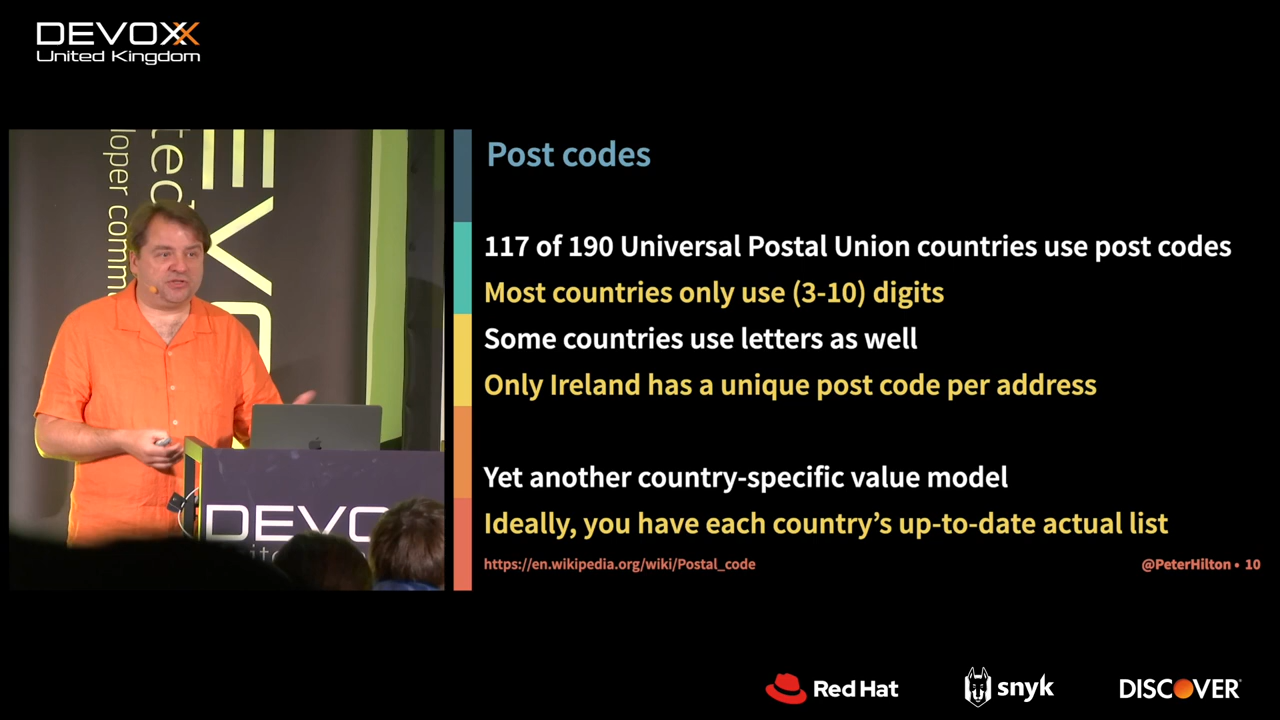 DEVOXX
United Kingdom
Post codes
117 of 190 Universal Postal Union countries use post codes
Most countries only use (3-10) digits
Some countries use letters as well
Only Ireland has a unique post code per address
Yet another country-specific value model
Ideally, you have each country’s up-to-date actual list
https://en.wikipedia.org/wiki/Postal_code
@PeterHilton • 10
DEVO
Red Hat
snyk
DISCOVER